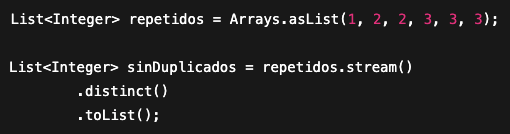 List<Integer> repetidos = Arrays.asList(1, 2, 2, 3, 3, 3);
List<Integer> sinDuplicados = repetidos.stream()
.distinct()
.toList();